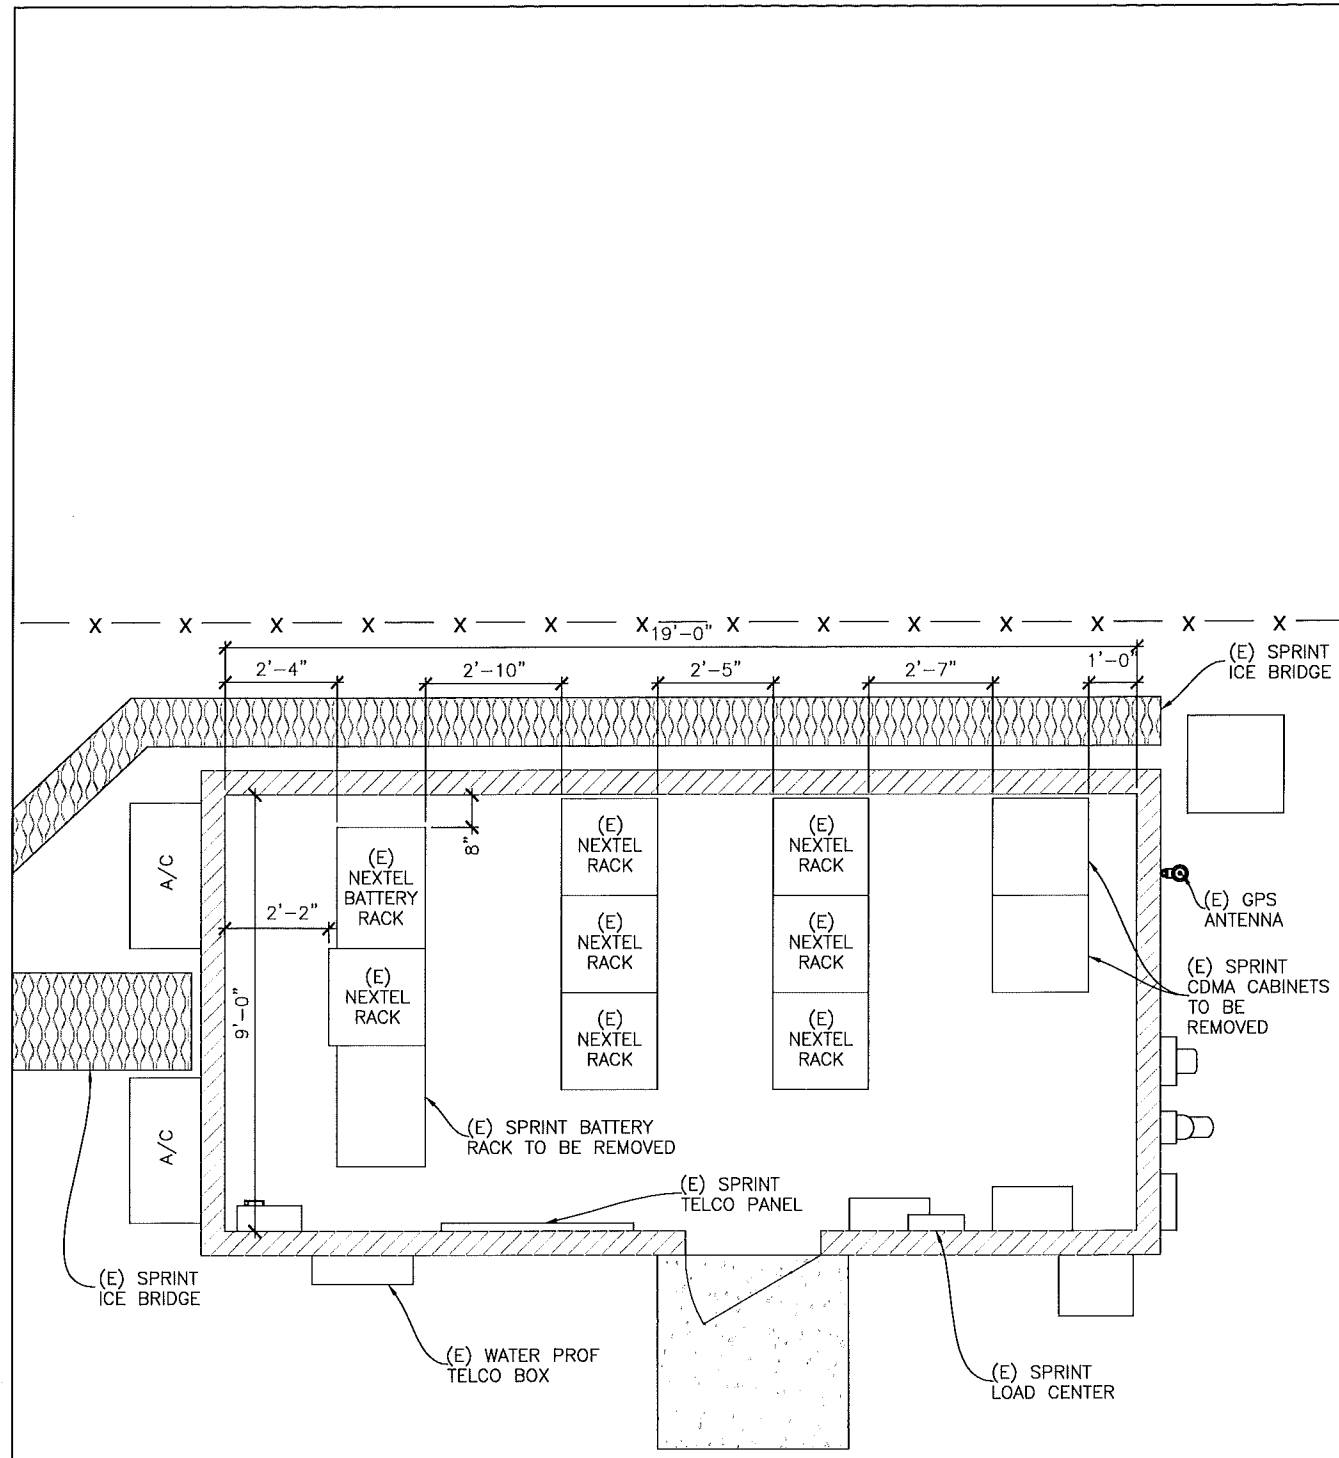 X X X X X X X X X X X X X X
19'-0"
2'-4"
2'-10"
2'-5"
2'-7"
1'-0"
(E) SPRINT
ICE BRIDGE
A/C
(E)
NEXTEL
BATTERY
RACK
8"
(E)
NEXTEL
RACK
(E)
NEXTEL
RACK
(E) GPS
ANTENNA
2'-2"
(E)
NEXTEL
RACK
(E)
NEXTEL
RACK
(E)
NEXTEL
RACK
(E) SPRINT
CDMA CABINETS
TO BE
REMOVED
9'-0"
(E)
NEXTEL
RACK
(E)
NEXTEL
RACK
A/C
(E) SPRINT BATTERY
RACK TO BE REMOVED
(E) SPRINT
TELCO PANEL
(E) SPRINT
ICE BRIDGE
(E) WATER PROF
TELCO BOX
(E) SPRINT
LOAD CENTER